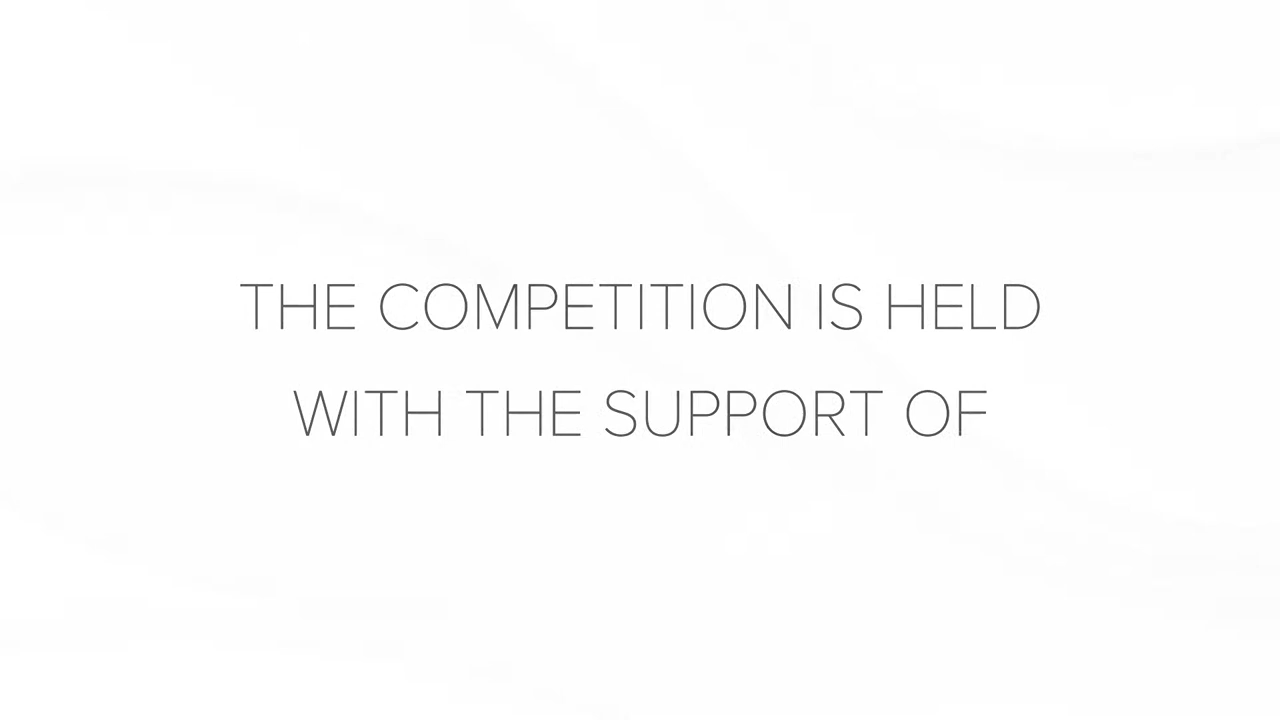 THE COMPETITION IS HELD
WITH THE SUPPORT OF